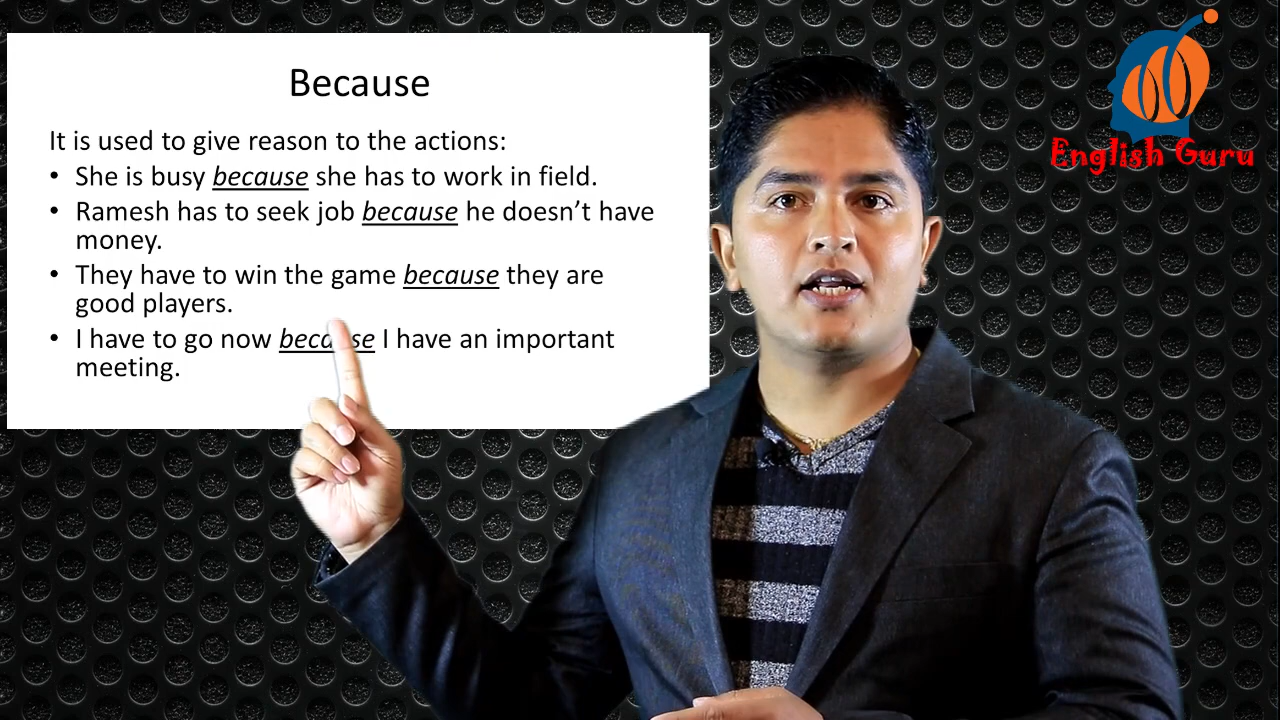 Because
It is used to give reason to the actions:
• She is busy because she has to work in field.
• Ramesh has to seek job because he doesn’t have
money.
• They have to win the game because they are
good players.
• I have to go now because I have an important
meeting.
English Guru